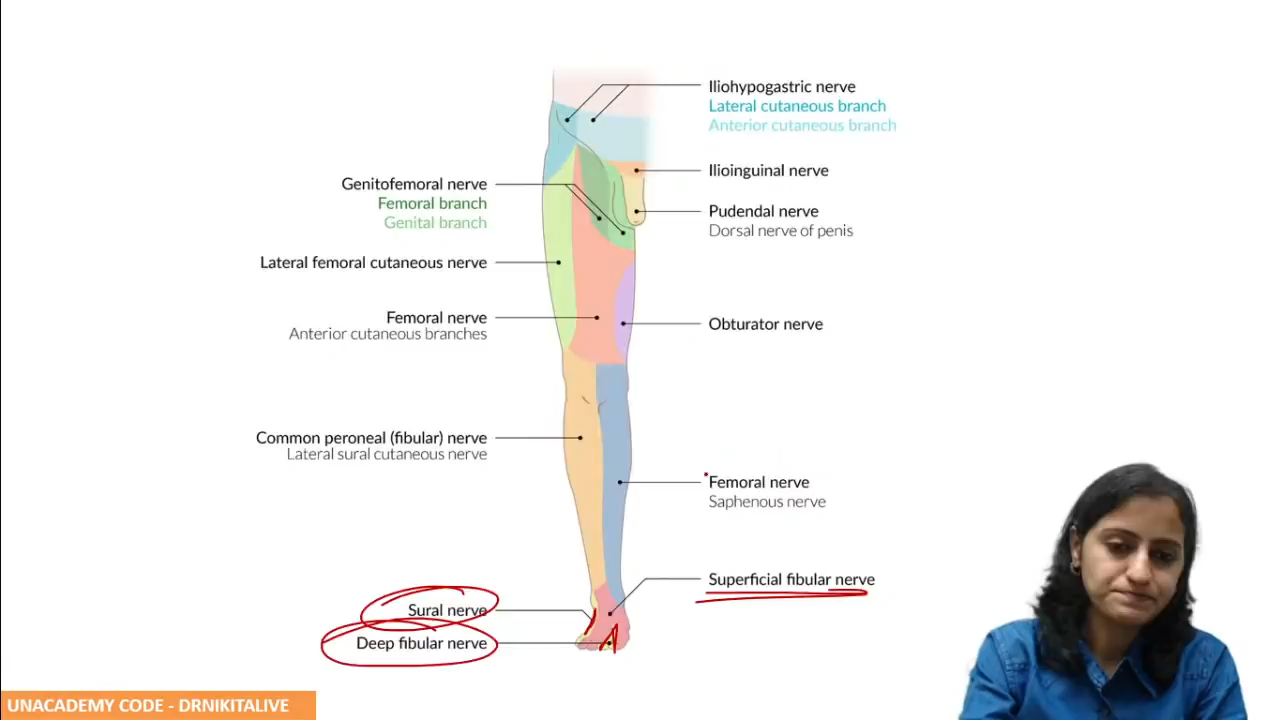 Iliohypogastric nerve
Lateral cutaneous branch
Anterior cutaneous branch
Ilioinguinal nerve
Genitofemoral nerve
Femoral branch
Genital branch
Pudendal nerve
Dorsal nerve of penis
Lateral femoral cutaneous nerve
Femoral nerve
Anterior cutaneous branches
Obturator nerve
Common peroneal (fibular) nerve
Lateral sural cutaneous nerve
Femoral nerve
Saphenous nerve
Superficial fibular nerve
Sural nerve
Deep fibular nerve
UNACADEMY CODE - DRNIKITALIVE